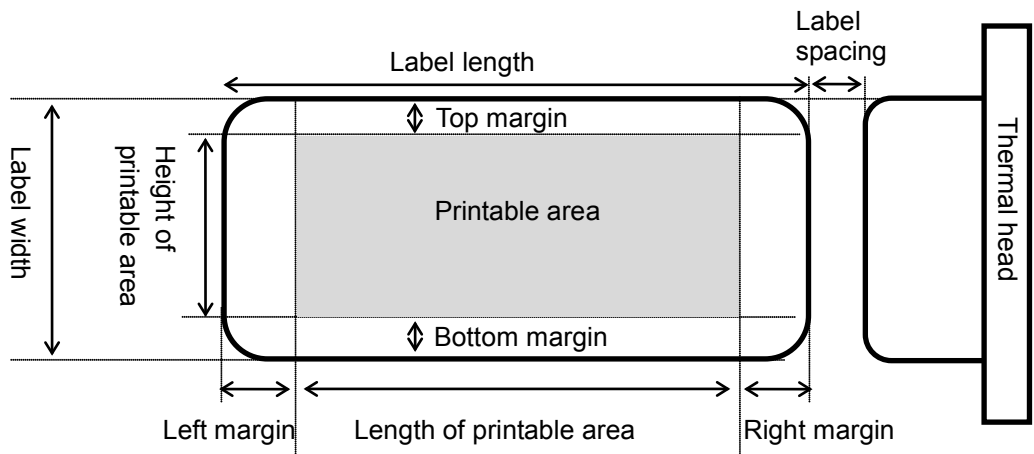 Label
spacing
Label length
Top margin
Label width
Height of
printable area
Printable area
Thermal head
Bottom margin
Left margin
Length of printable area
Right margin